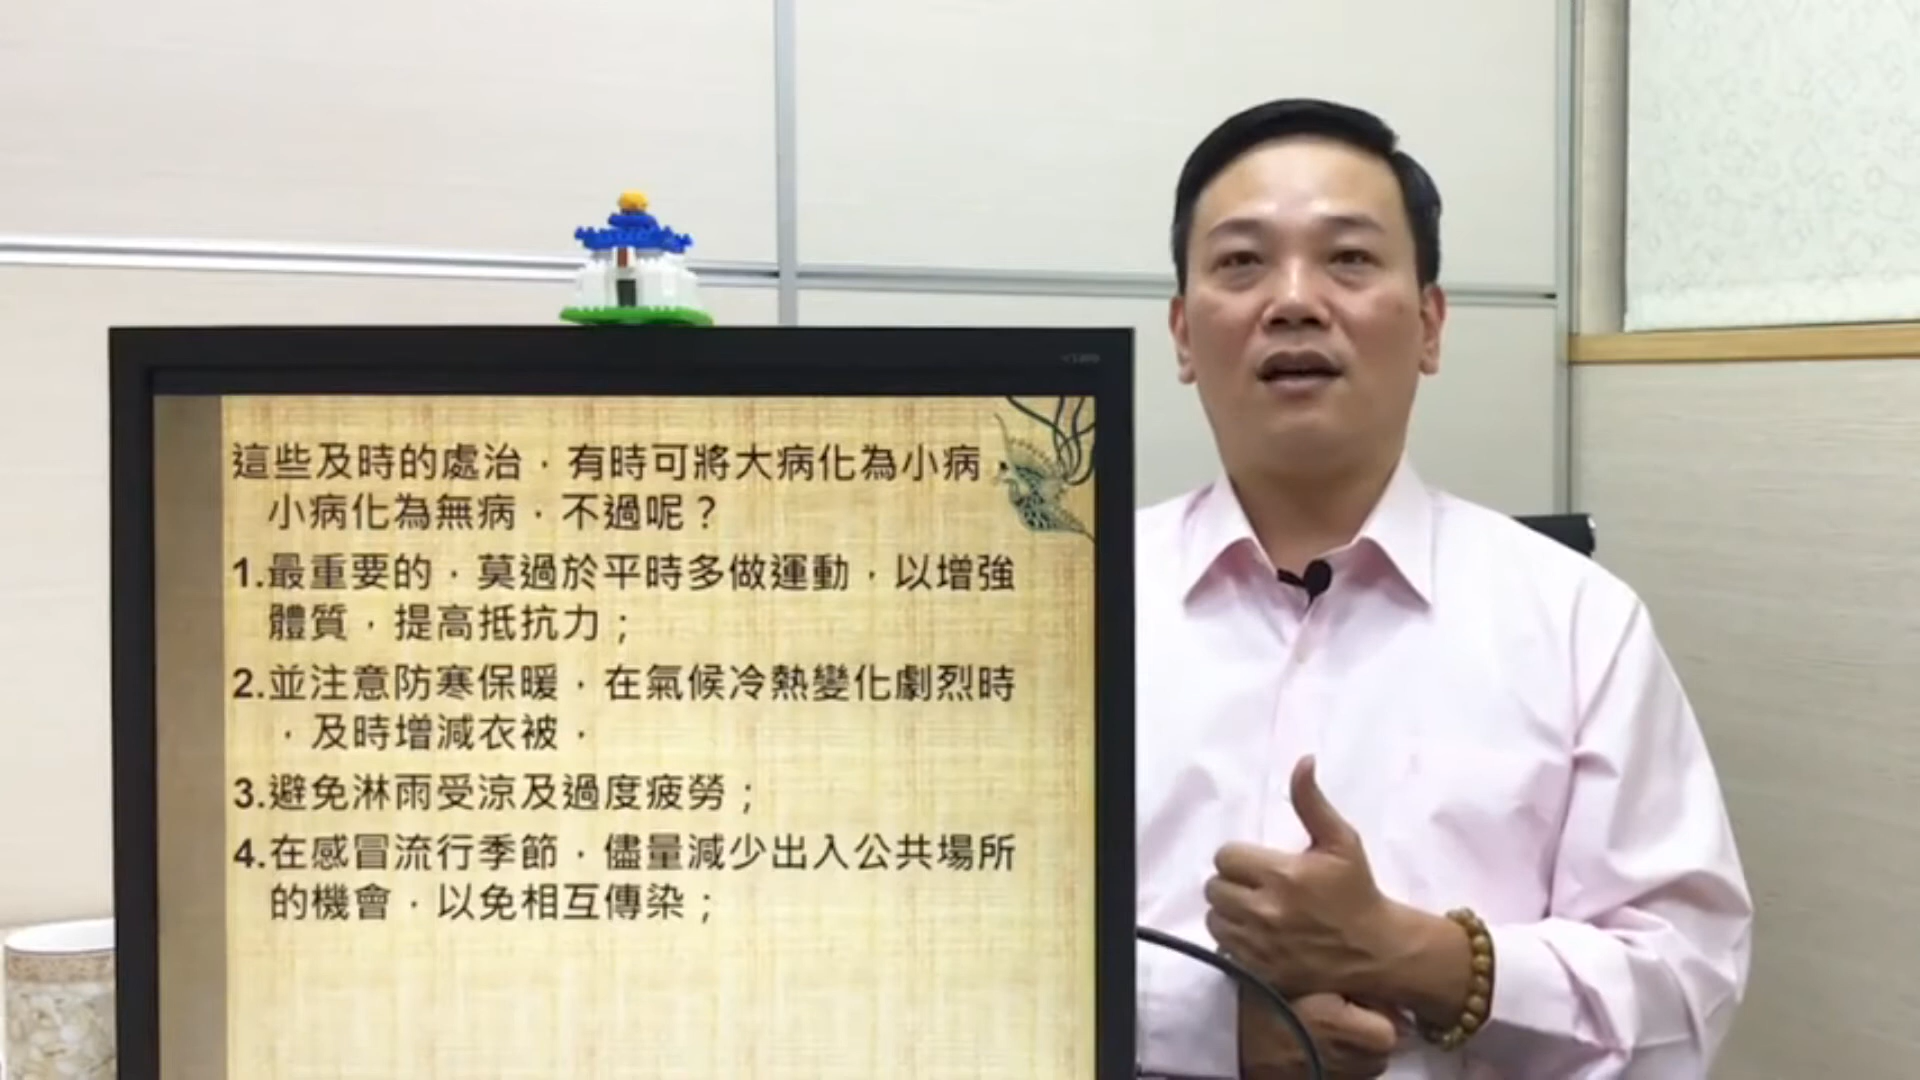 這些及時的處治，有時可將大病化為小病，
小病化為無病，不過呢？
1.最重要的，莫過於平時多做運動，以增強
體質，提高抵抗力；
2.並注意防寒保暖，在氣候冷熱變化劇烈時
，及時增減衣被，
3.避免淋雨受涼及過度疲勞；
4.在感冒流行季節，儘量減少出入公共場所
的機會，以免相互傳染；